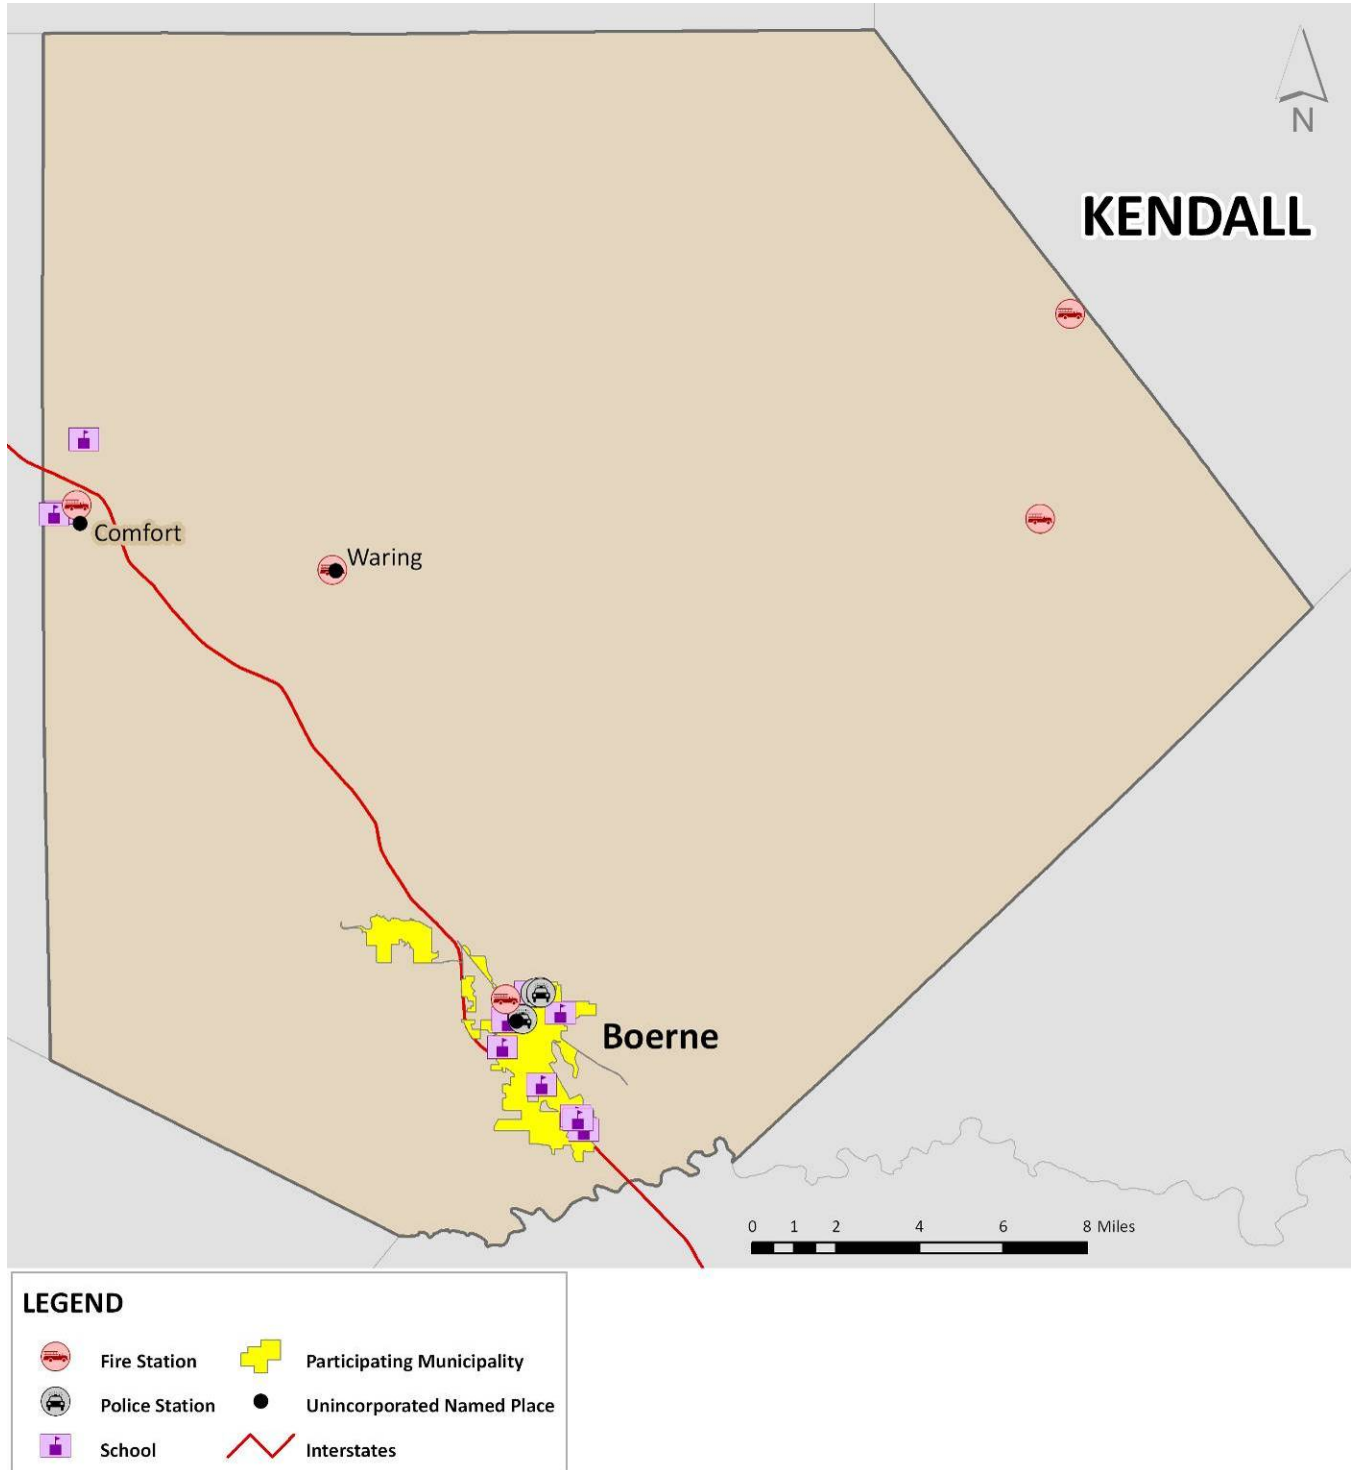 N
KENDALL
Comfort
Waring
Boerne
0 1 2 4 6 8 Miles
LEGEND
Fire Station
Participating Municipality
Police Station
Unincorporated Named Place
School
Interstates